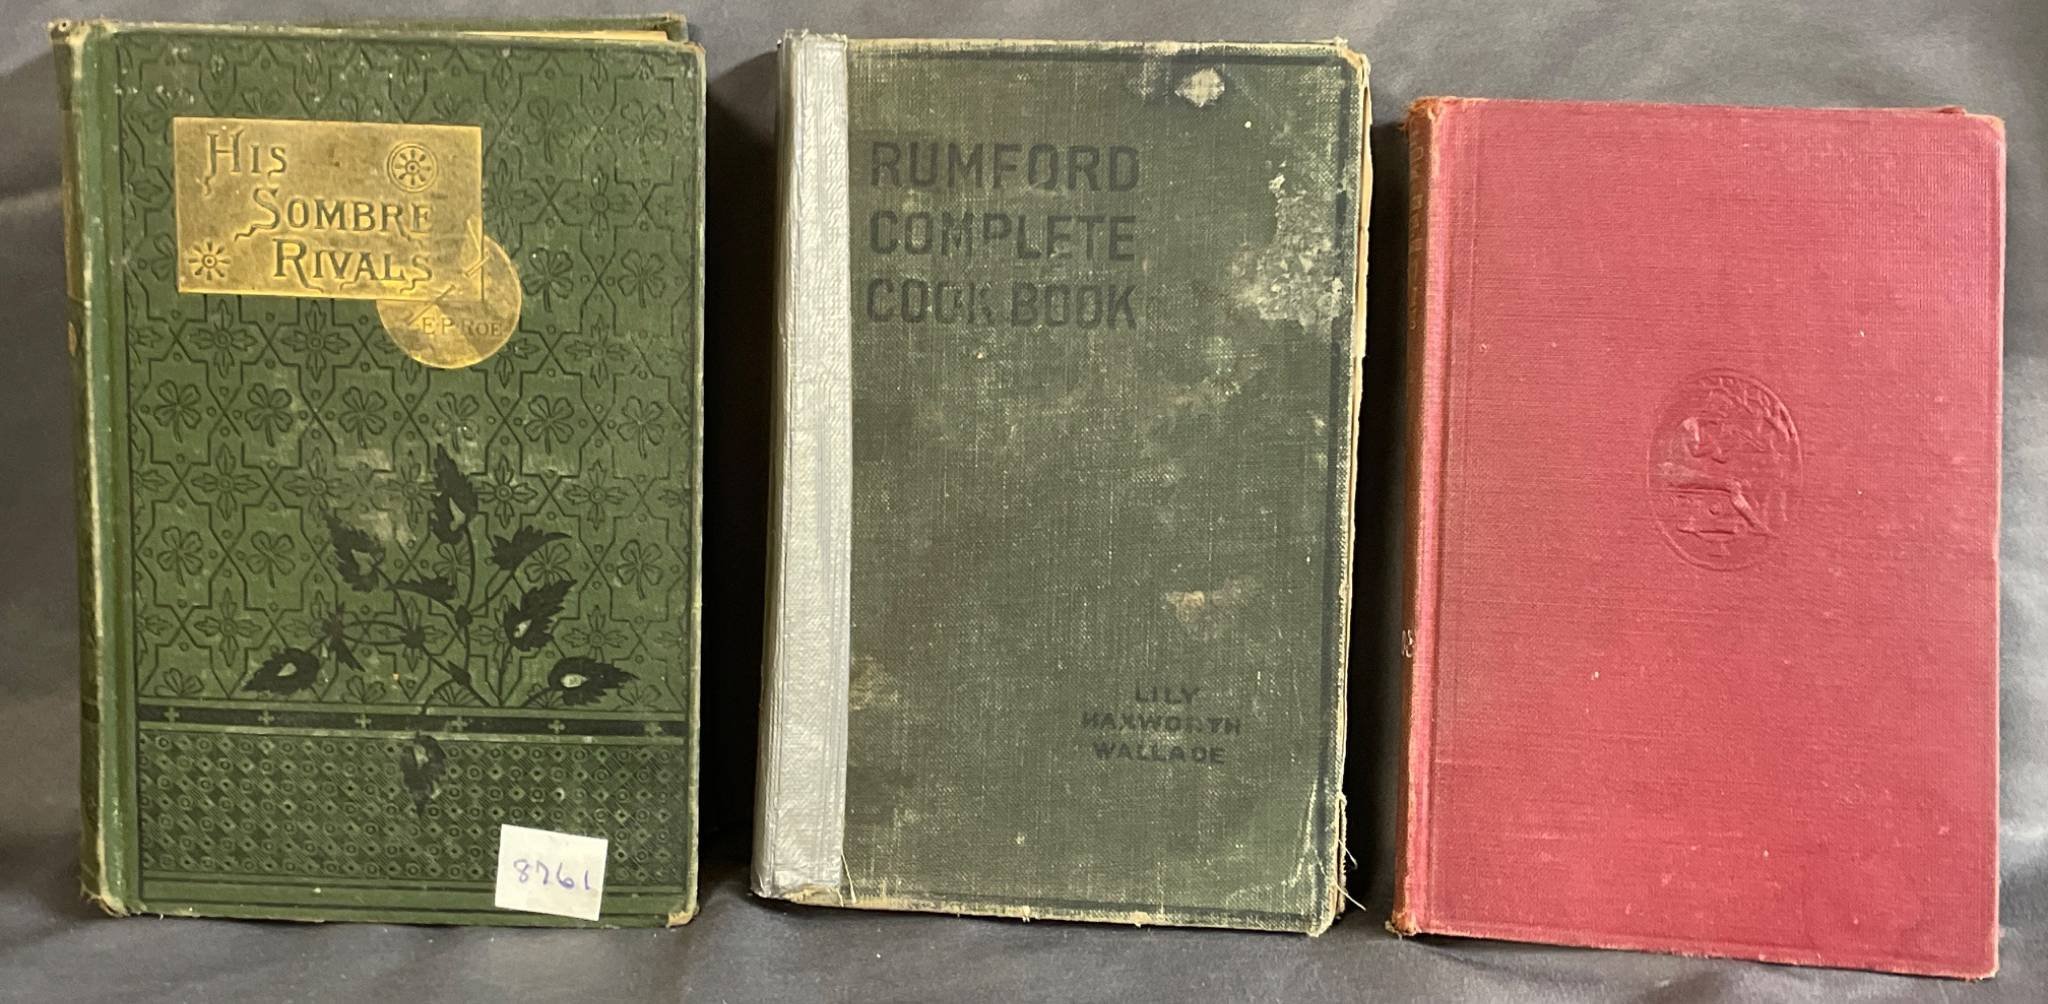 HIS
SOMBRE
RIVALS
E.P. ROE
8761
RUMFORD
COMPLETE
COOK BOOK
LILY
HAXWORTH
WALLACE